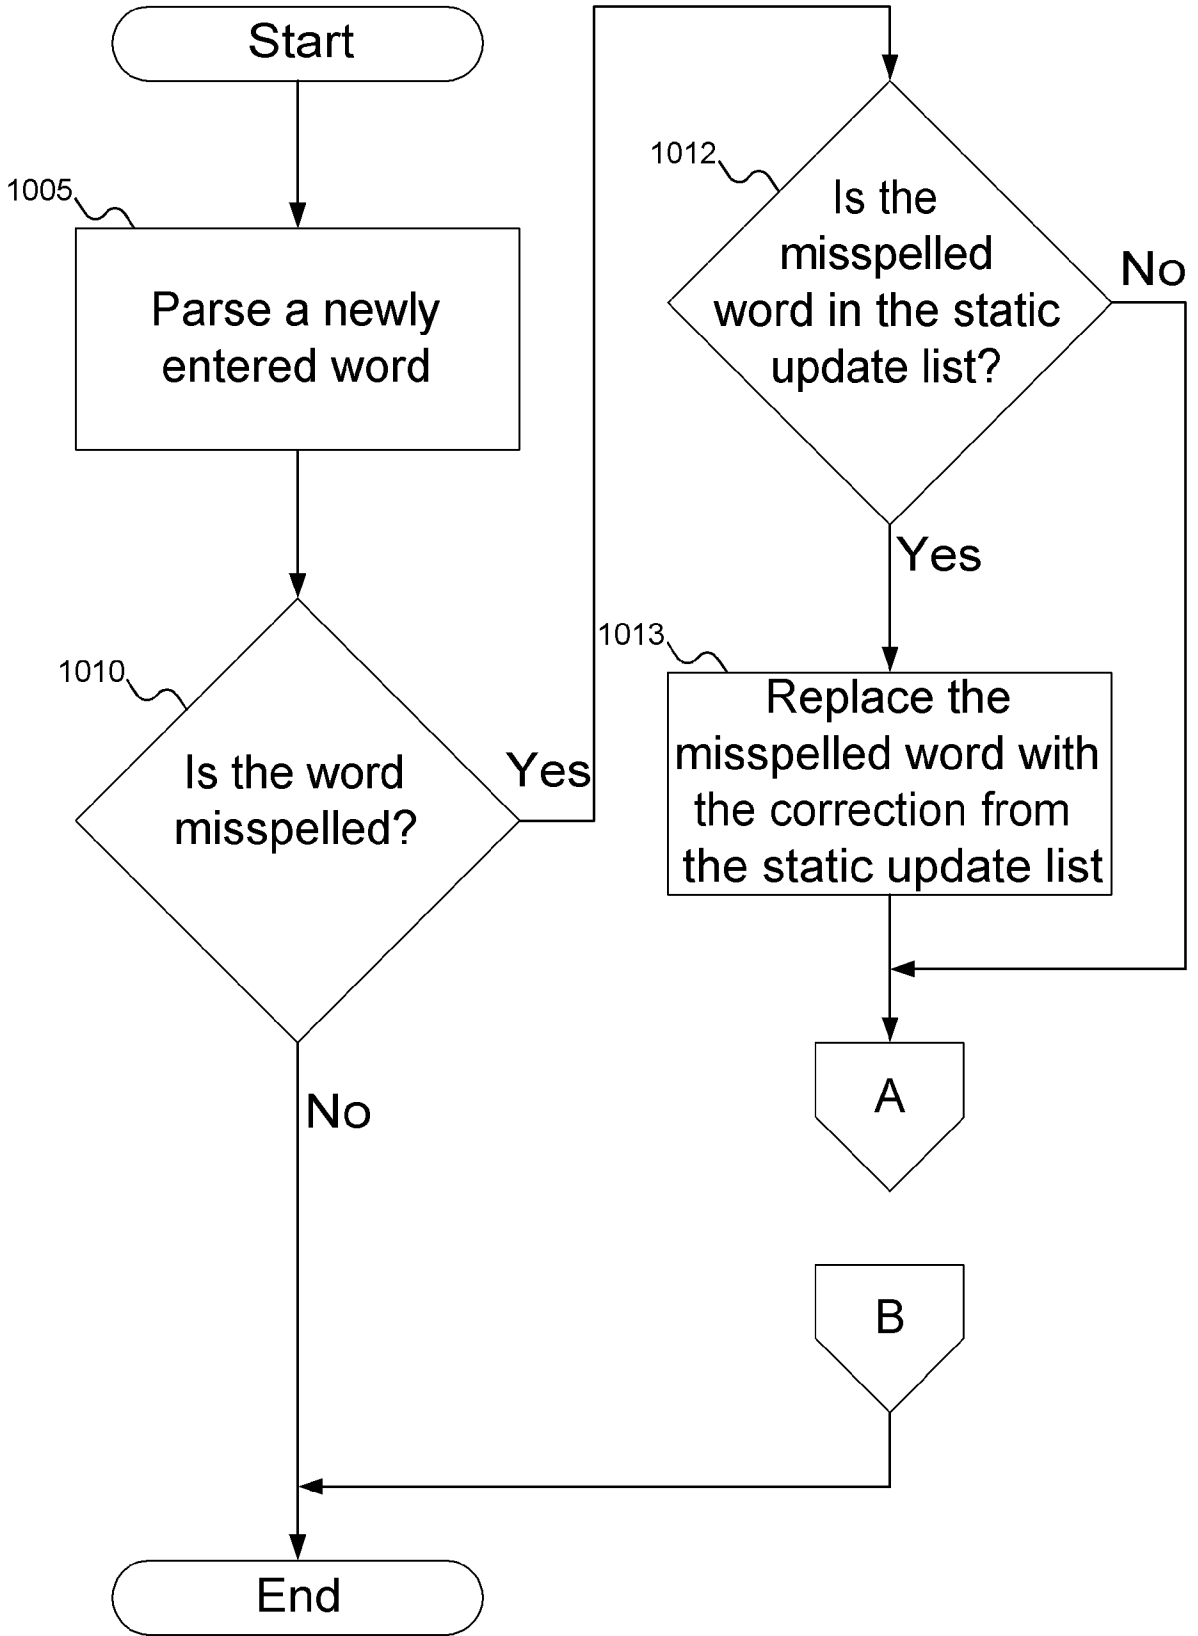 Start
1005
Parse a newly
entered word
1010
Is the word
misspelled?
Yes
No
1012
Is the
misspelled
word in the static
update list?
No
Yes
1013
Replace the
misspelled word with
the correction from
the static update list
A
B
End